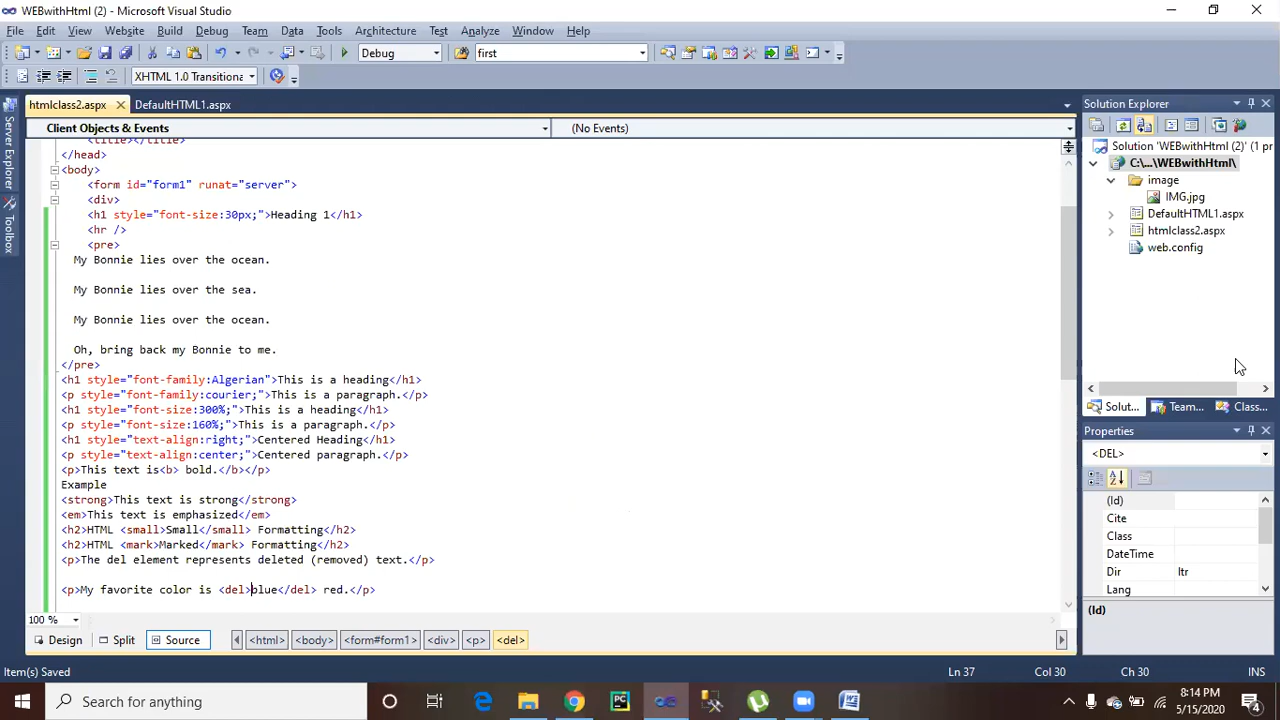 WEBwithHtml (2) - Microsoft Visual Studio
File Edit View Website Build Debug Team Data Tools Architecture Test Analyze Window Help
Debug first
XHTML 1.0 Transitiona
htmlclass2.aspx DefaultHTML1.aspx
Client Objects & Events (No Events)
<title></title>
</head>
<body>
<form id="form1" runat="server">
<div>
<h1 style="font-size:30px;">Heading 1</h1>
<hr />
<pre>
My Bonnie lies over the ocean.
My Bonnie lies over the sea.
My Bonnie lies over the ocean.
Oh, bring back my Bonnie to me.
</pre>
<h1 style="font-family:Algerian">This is a heading</h1>
<p style="font-family:courier;">This is a paragraph.</p>
<h1 style="font-size:300%;">This is a heading</h1>
<p style="font-size:160%;">This is a paragraph.</p>
<h1 style="text-align:right;">Centered Heading</h1>
<p style="text-align:center;">Centered paragraph.</p>
<p>This text is<b> bold.</b></p>
Example
<strong>This text is strong</strong>
<em>This text is emphasized</em>
<h2>HTML <small>Small</small> Formatting</h2>
<h2>HTML <mark>Marked</mark> Formatting</h2>
<p>The del element represents deleted (removed) text.</p>
<p>My favorite color is <del>blue</del> red.</p>
100 %
Design Split Source <html> <body> <form#form1> <div> <p> <del>
Item(s) Saved Ln 37 Col 30 Ch 30 INS
Server Explorer
Toolbox
Solution Explorer
Solution 'WEBwithHtml (2)' (1 pr
C:\...\WEBwithHtml\
image
IMG.jpg
DefaultHTML1.aspx
htmlclass2.aspx
web.config
Solut... Team... Class...
Properties
<DEL>
(Id)
Cite
Class
DateTime
Dir ltr
Lang
(Id)
Search for anything
PC
W
8:14 PM
5/15/2020
4